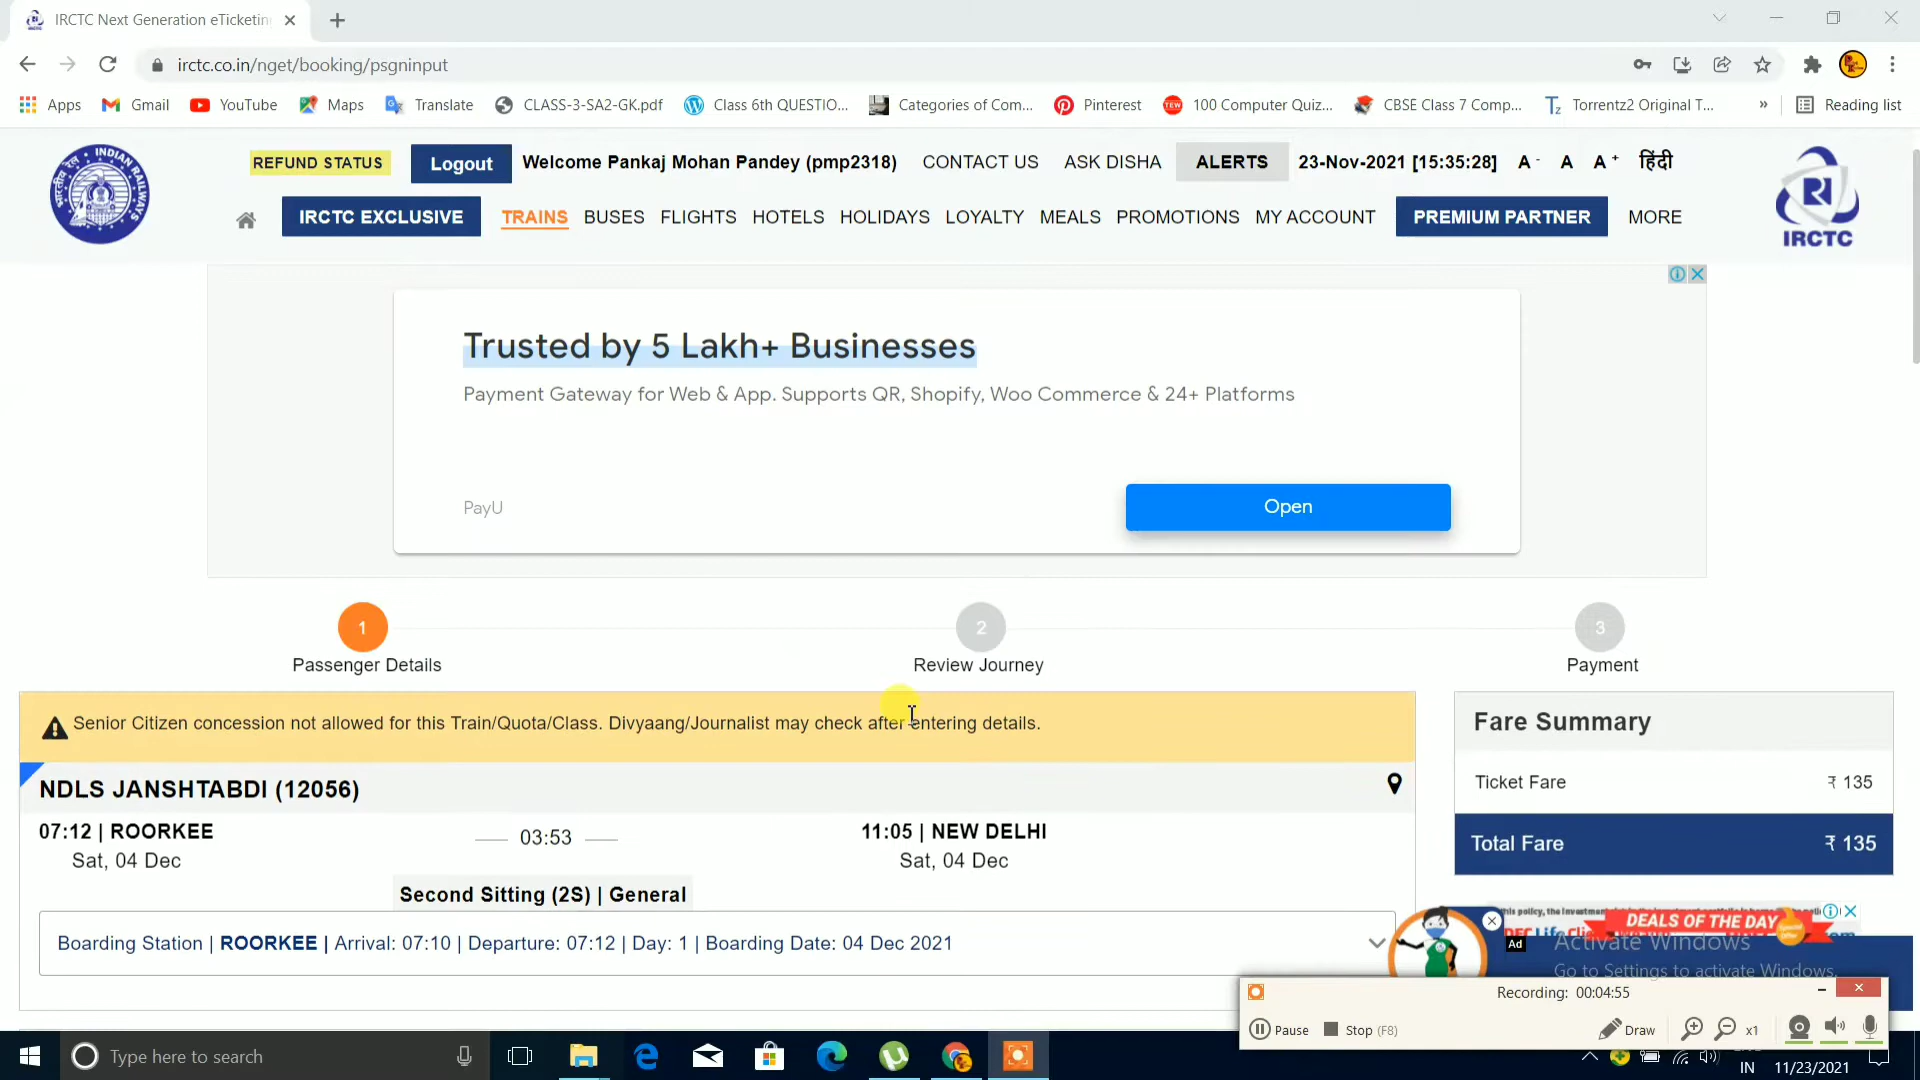 IRCTC Next Generation eTicketin
irctc.co.in/nget/booking/psgninput
Apps Gmail YouTube Maps Translate CLASS-3-SA2-GK.pdf Class 6th QUESTIO... Categories of Com... Pinterest 100 Computer Quiz... CBSE Class 7 Comp... Torrentz2 Original T... » Reading list
REFUND STATUS Logout Welcome Pankaj Mohan Pandey (pmp2318) CONTACT US ASK DISHA ALERTS 23-Nov-2021 [15:35:28] A - A A + हिंदी
IRCTC EXCLUSIVE TRAINS BUSES FLIGHTS HOTELS HOLIDAYS LOYALTY MEALS PROMOTIONS MY ACCOUNT PREMIUM PARTNER MORE
INDIAN RAILWAYS
भारतीय रेल
IRCTC
Trusted by 5 Lakh+ Businesses
Payment Gateway for Web & App. Supports QR, Shopify, Woo Commerce & 24+ Platforms
PayU Open
1 2 3
Passenger Details Review Journey Payment
Senior Citizen concession not allowed for this Train/Quota/Class. Divyaang/Journalist may check after entering details.
NDLS JANSHTABDI (12056)
07:12 | ROORKEE 03:53 11:05 | NEW DELHI
Sat, 04 Dec Sat, 04 Dec
Second Sitting (2S) | General
Boarding Station | ROORKEE | Arrival: 07:10 | Departure: 07:12 | Day: 1 | Boarding Date: 04 Dec 2021
Fare Summary
Ticket Fare ₹ 135
Total Fare ₹ 135
DEALS OF THE DAY
Special Offer
Ad
Activate Windows
Go to Settings to activate Windows.
Recording: 00:04:55
Pause Stop (F8) Draw x1
Type here to search
IN 11/23/2021